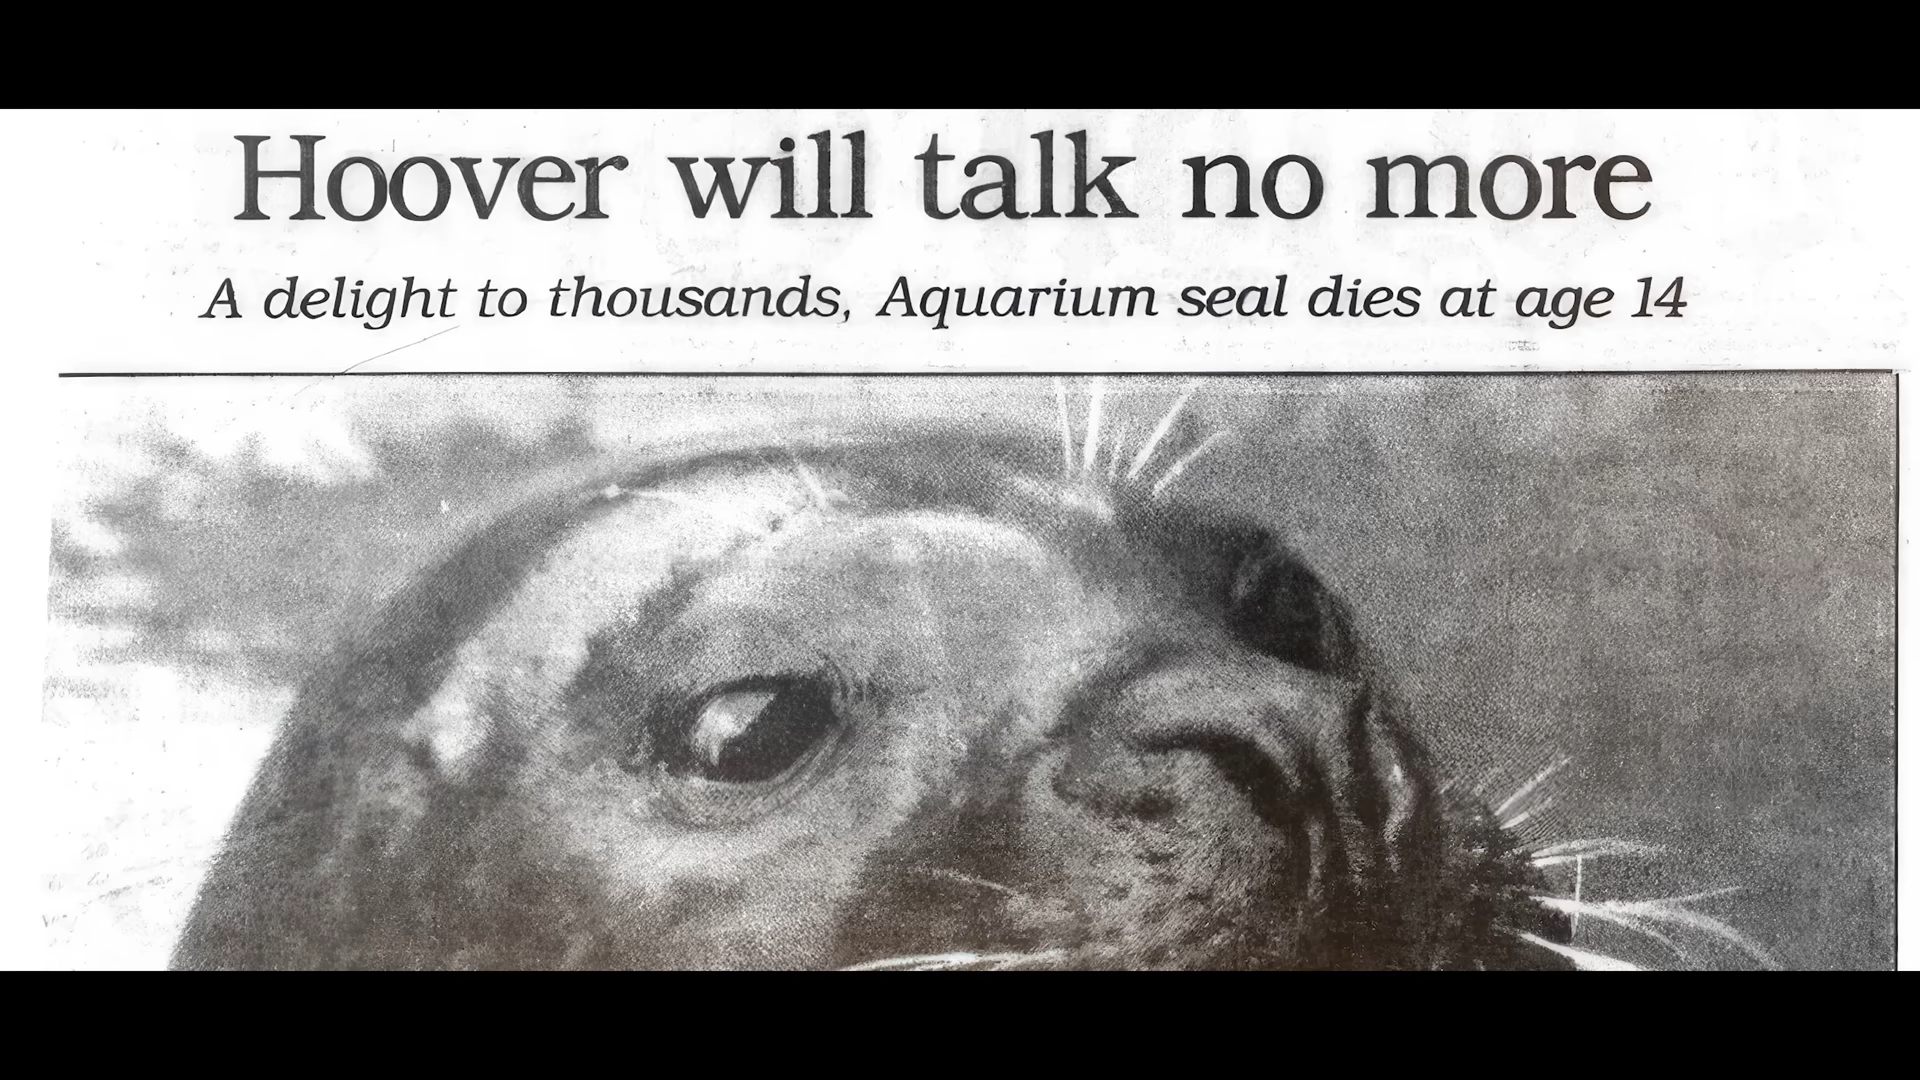 Hoover will talk no more
A delight to thousands, Aquarium seal dies at age 14